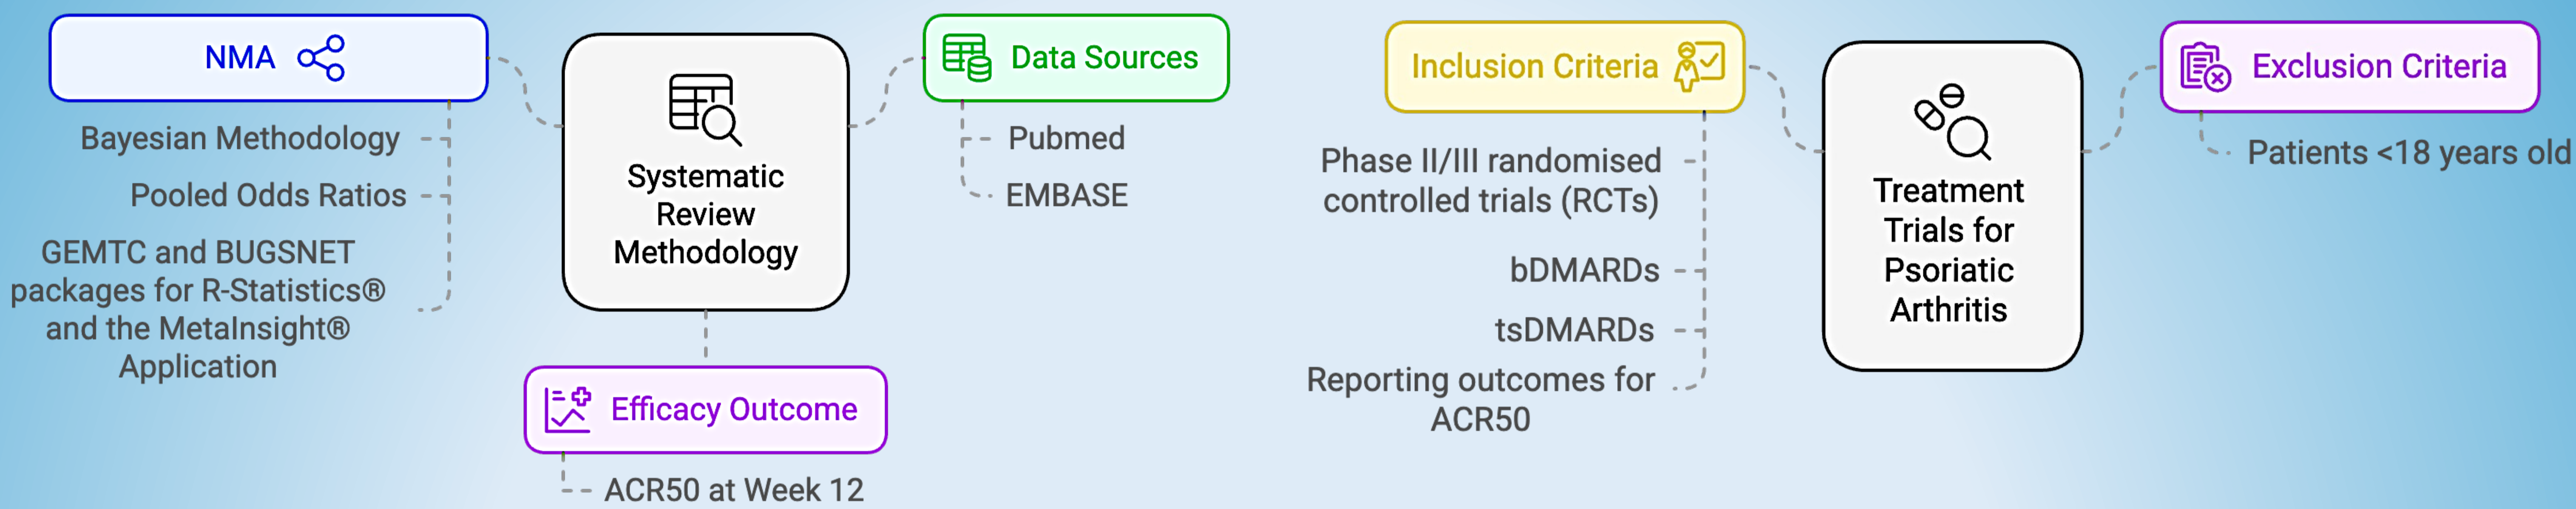 NMA
Bayesian Methodology
Pooled Odds Ratios
GEMTC and BUGSNET
packages for R-Statistics®
and the MetaInsight®
Application
Systematic
Review
Methodology
Data Sources
Pubmed
EMBASE
Efficacy Outcome
ACR50 at Week 12
Inclusion Criteria
Phase II/III randomised
controlled trials (RCTs)
bDMARDs
tsDMARDs
Reporting outcomes for
ACR50
Treatment
Trials for
Psoriatic
Arthritis
Exclusion Criteria
Patients <18 years old